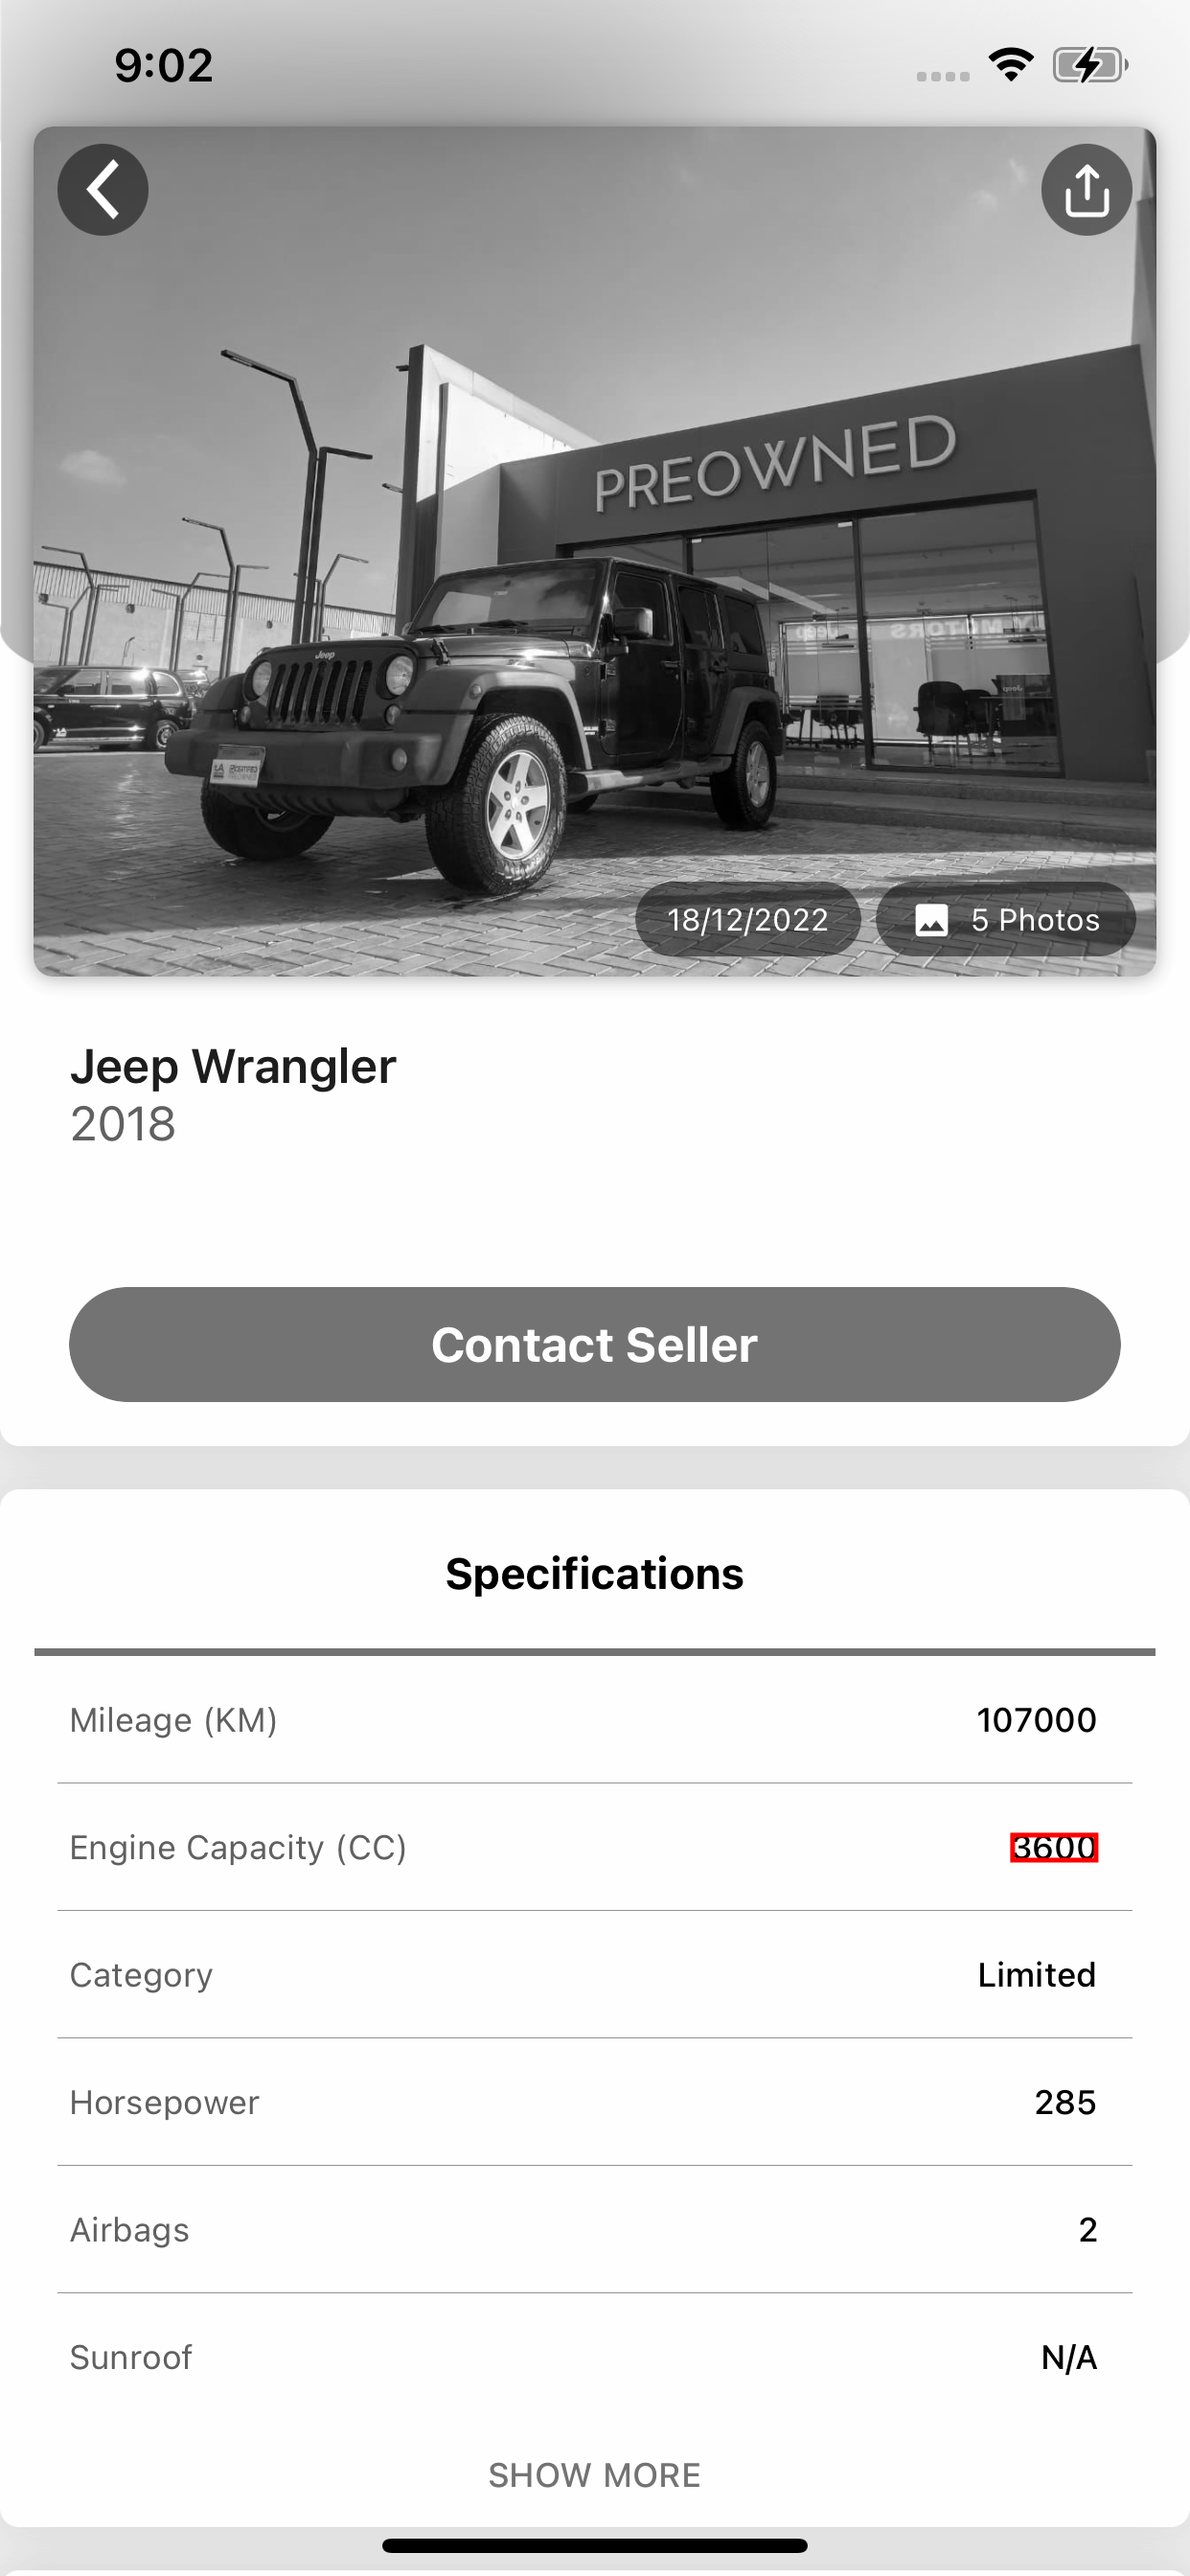 9:02
PREOWNED
Jeep
18/12/2022
5 Photos
Jeep Wrangler
2018
Contact Seller
Specifications
Mileage (KM)
107000
Engine Capacity (CC)
3600
Category
Limited
Horsepower
285
Airbags
2
Sunroof
N/A
SHOW MORE